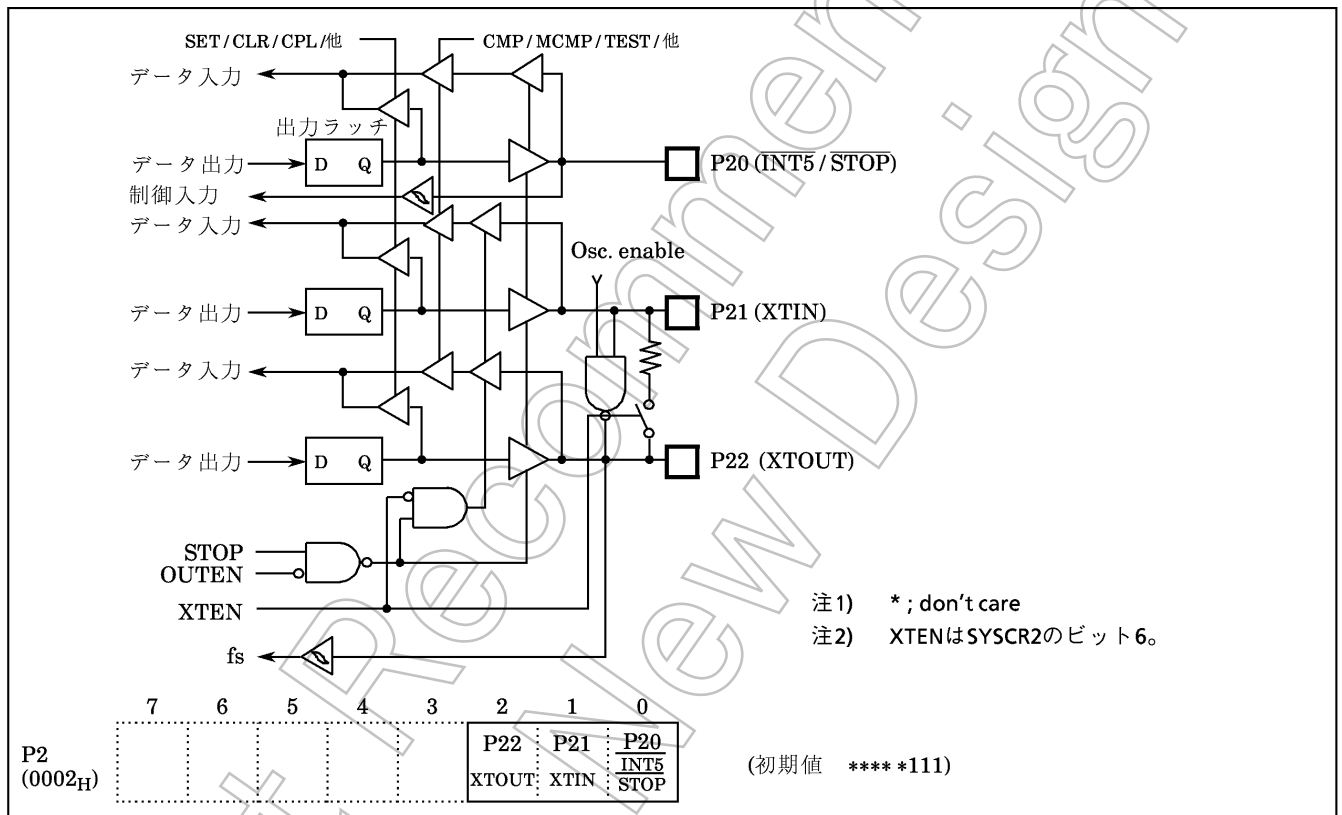 SET / CLR / CPL /他
CMP / MCMP / TEST / 他
データ入力
出力ラッチ
データ出力
D Q
P20 (INT5 / STOP)
制御入力
データ入力
Osc. enable
データ出力
D Q
P21 (XTIN)
データ入力
データ出力
D Q
P22 (XTOUT)
STOP
OUTEN
XTEN
fs
注1) * ; don't care
注2) XTENはSYSCR2のビット6。
7 6 5 4 3 2 1 0
P2
(0002H)
P22 P21 P20
XTOUT XTIN INT5
STOP
(初期値 **** *111)
Recommen
New Design